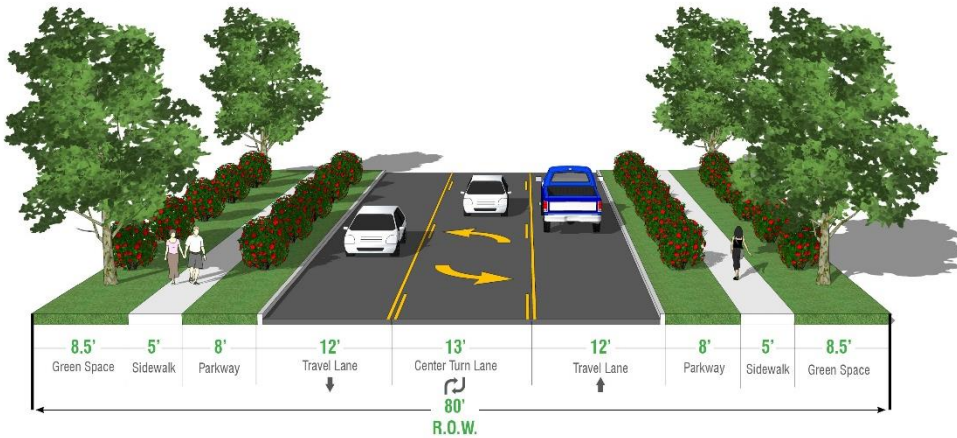 8.5' 5' 8' 12' 13' 12' 8' 5' 8.5'
Green Space Sidewalk Parkway Travel Lane Center Turn Lane Travel Lane Parkway Sidewalk Green Space
80'
R.O.W.